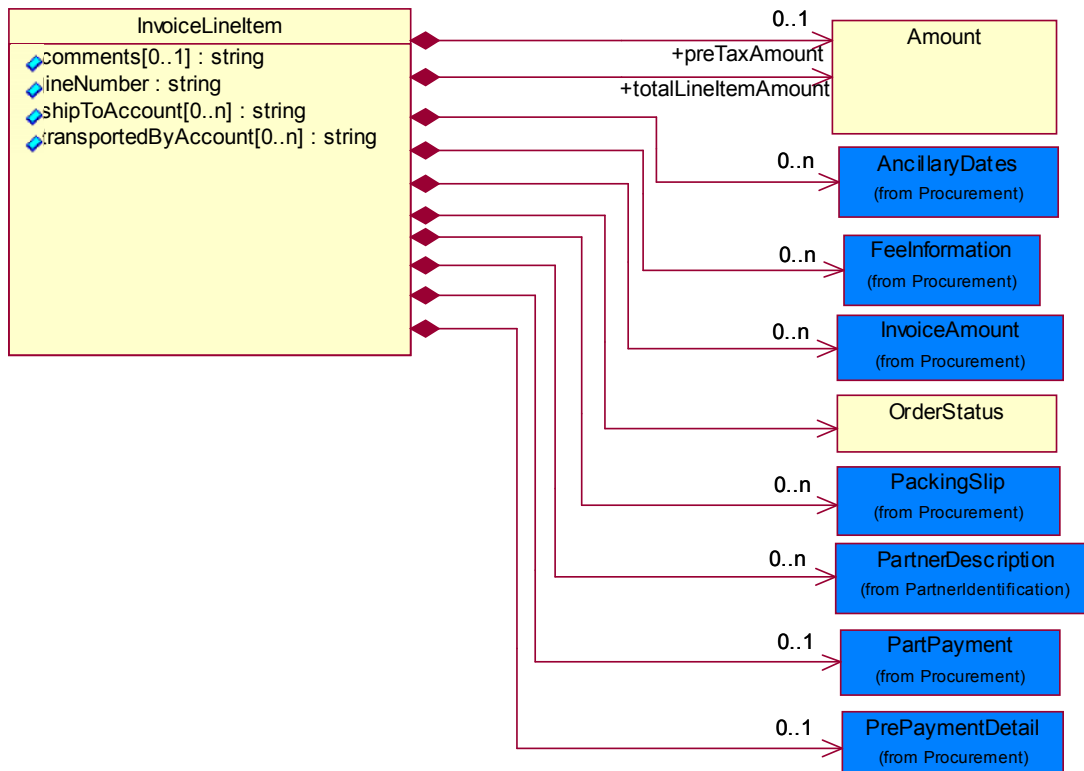 InvoiceLineItem
comments[0..1] : string
lineNumber : string
shipToAccount[0..n] : string
transportedByAccount[0..n] : string
0..1
+preTaxAmount
+totalLineItemAmount
Amount
0..n
AncillaryDates
(from Procurement)
0..n
FeeInformation
(from Procurement)
0..n
InvoiceAmount
(from Procurement)
OrderStatus
0..n
PackingSlip
(from Procurement)
0..n
PartnerDescription
(from PartnerIdentification)
0..1
PartPayment
(from Procurement)
0..1
PrePaymentDetail
(from Procurement)